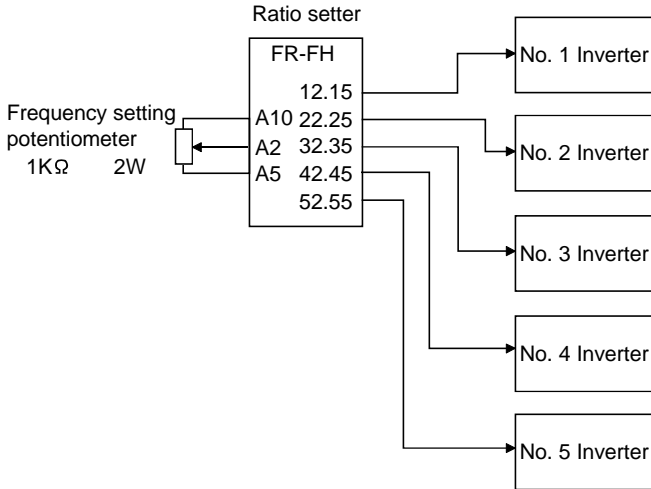 Ratio setter
FR-FH
12.15
A10 22.25
A2 32.35
A5 42.45
52.55
Frequency setting
potentiometer
1KΩ 2W
No. 1 Inverter
No. 2 Inverter
No. 3 Inverter
No. 4 Inverter
No. 5 Inverter